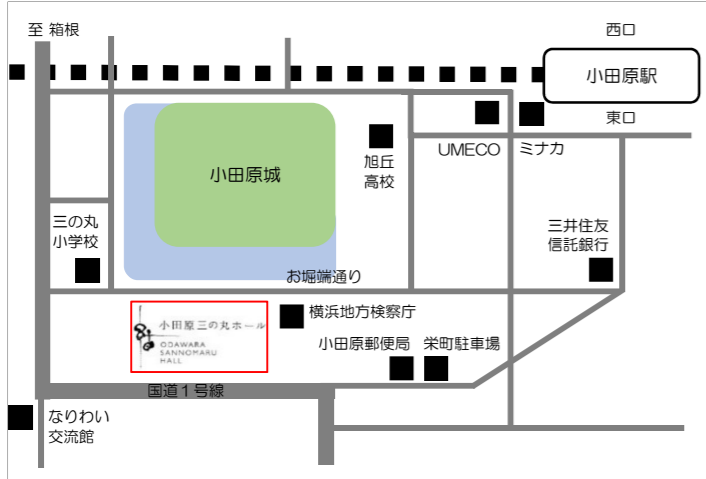 至 箱根
西口
小田原駅
東口
UMECO
ミナカ
小田原城
旭丘
高校
三の丸
小学校
三井住友
信託銀行
お堀端通り
小田原三の丸ホール
ODAWARA
SANNOMARU
HALL
横浜地方検察庁
小田原郵便局
栄町駐車場
国道1号線
なりわい
交流館